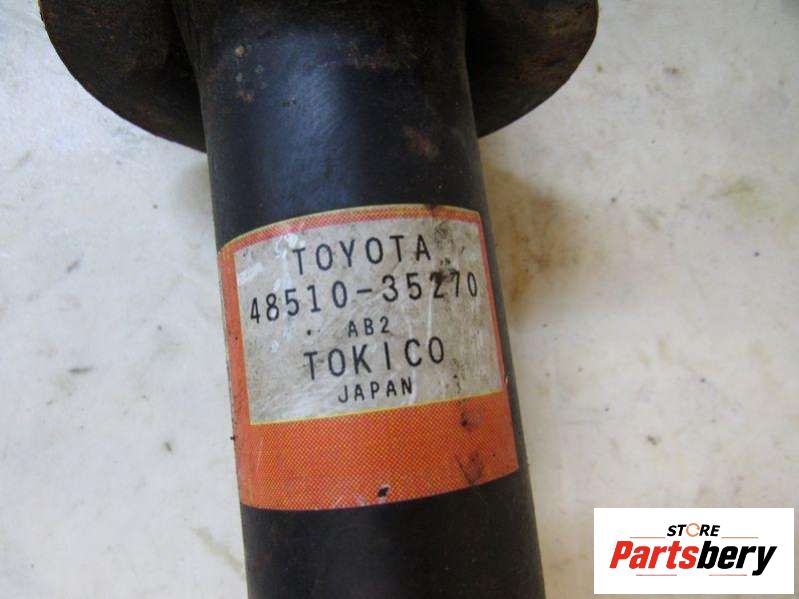 TOYOTA
48510-35270
AB2
TOKICO
JAPAN
STORE
Partsbery